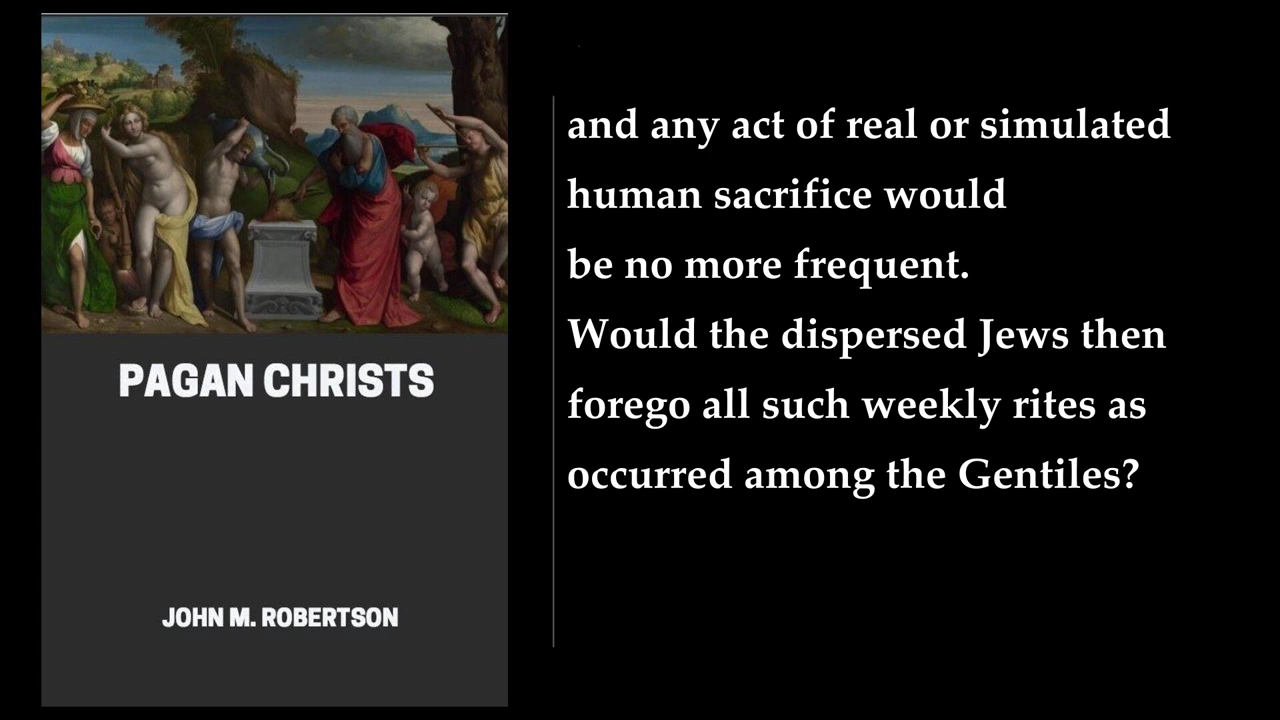 PAGAN CHRISTS
JOHN M. ROBERTSON
and any act of real or simulated
human sacrifice would
be no more frequent.
Would the dispersed Jews then
forego all such weekly rites as
occurred among the Gentiles?